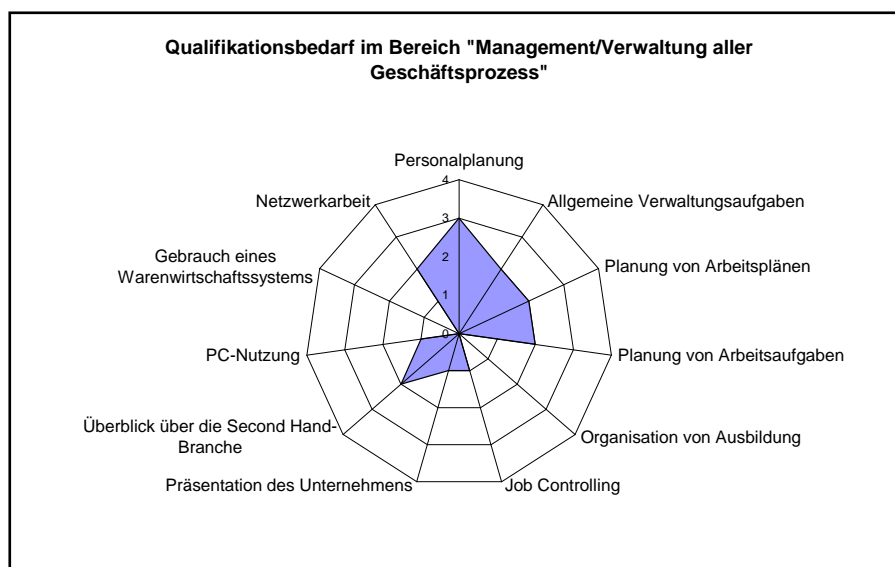 Qualifikationsbedarf im Bereich "Management/Verwaltung aller
Geschäftsprozess"
Personalplanung
Allgemeine Verwaltungsaufgaben
Planung von Arbeitsplänen
Planung von Arbeitsaufgaben
Organisation von Ausbildung
Job Controlling
Präsentation des Unternehmens
Überblick über die Second Hand-
Branche
PC-Nutzung
Gebrauch eines
Warenwirtschaftssystems
Netzwerkarbeit
4
3
2
1
0